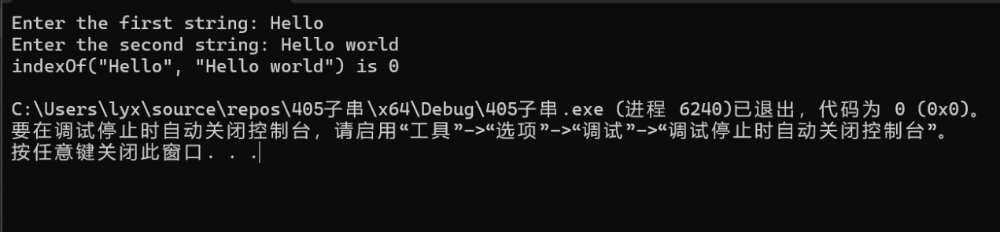 Enter the first string: Hello
Enter the second string: Hello world
indexOf("Hello", "Hello world") is 0
C:\Users\lyx\source\repos\405子串\x64\Debug\405子串.exe (进程 6240)已退出，代码为 0 (0x0)。
要在调试停止时自动关闭控制台，请启用“工具”->“选项”->“调试”->“调试停止时自动关闭控制台”。
按任意键关闭此窗口. . .